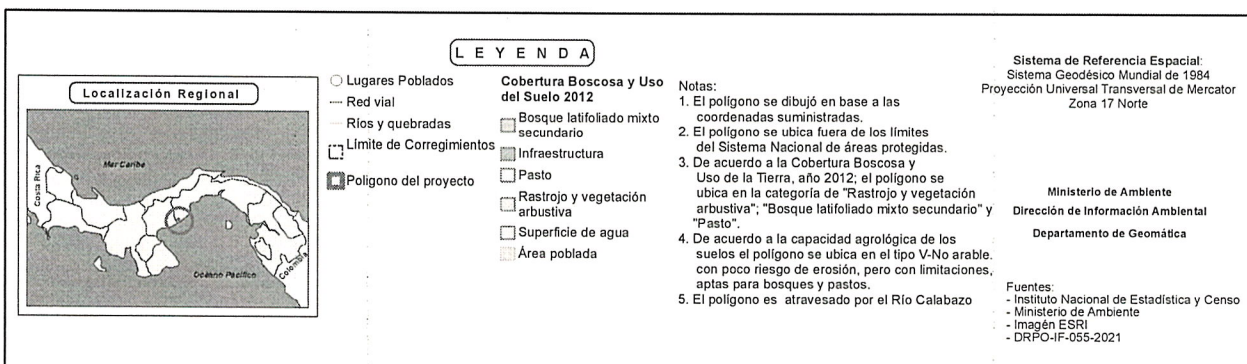 L E Y E N D A
Localización Regional
Mar Caribe
Costa Rica
Océano Pacífico
Colombia
Lugares Poblados
Red vial
Ríos y quebradas
Límite de Corregimientos
Poligono del proyecto
Cobertura Boscosa y Uso
del Suelo 2012
Bosque latifoliado mixto
secundario
Infraestructura
Pasto
Rastrojo y vegetación
arbustiva
Superficie de agua
Área poblada
Notas:
1. El polígono se dibujó en base a las
coordenadas suministradas.
2. El polígono se ubica fuera de los límites
del Sistema Nacional de áreas protegidas.
3. De acuerdo a la Cobertura Boscosa y
Uso de la Tierra, año 2012; el polígono se
ubica en la categoría de "Rastrojo y vegetación
arbustiva"; "Bosque latifoliado mixto secundario" y
"Pasto".
4. De acuerdo a la capacidad agrológica de los
suelos el polígono se ubica en el tipo V-No arable.
con poco riesgo de erosión, pero con limitaciones,
aptas para bosques y pastos.
5. El polígono es atravesado por el Río Calabazo
Sistema de Referencia Espacial:
Sistema Geodésico Mundial de 1984
Proyección Universal Transversal de Mercator
Zona 17 Norte
Ministerio de Ambiente
Dirección de Información Ambiental
Departamento de Geomática
Fuentes:
- Instituto Nacional de Estadística y Censo
- Ministerio de Ambiente
- Imagén ESRI
- DRPO-IF-055-2021